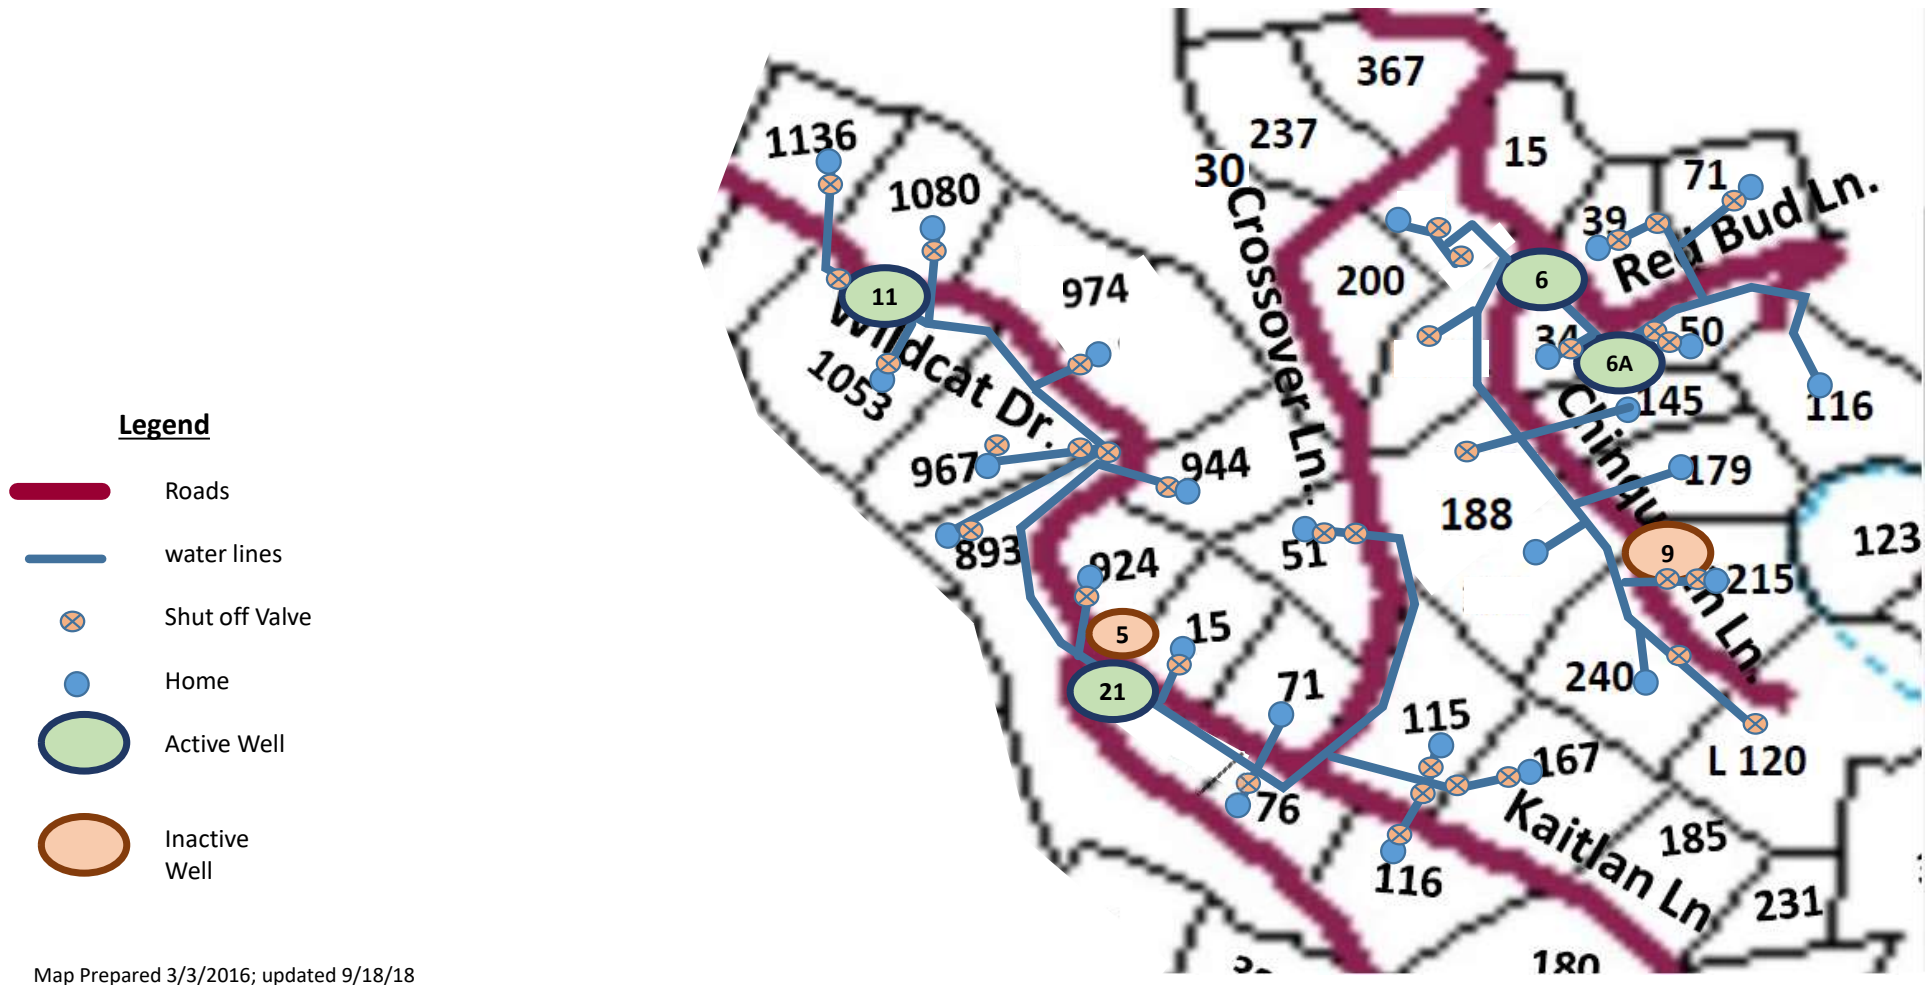 Legend
Roads
water lines
Shut off Valve
Home
Active Well
Inactive
Well
Map Prepared 3/3/2016; updated 9/18/18
367
237
30
15
71
39
Red Bud Ln.
1136
1080
974
11
Wildcat Dr.
1053
Crossover Ln.
200
6
34
50
6A
145
116
967
944
893
924
51
188
Chinquapin Ln.
179
9
123
215
5
15
21
71
240
115
167
L 120
76
116
Kaitlan Ln
185
231
180